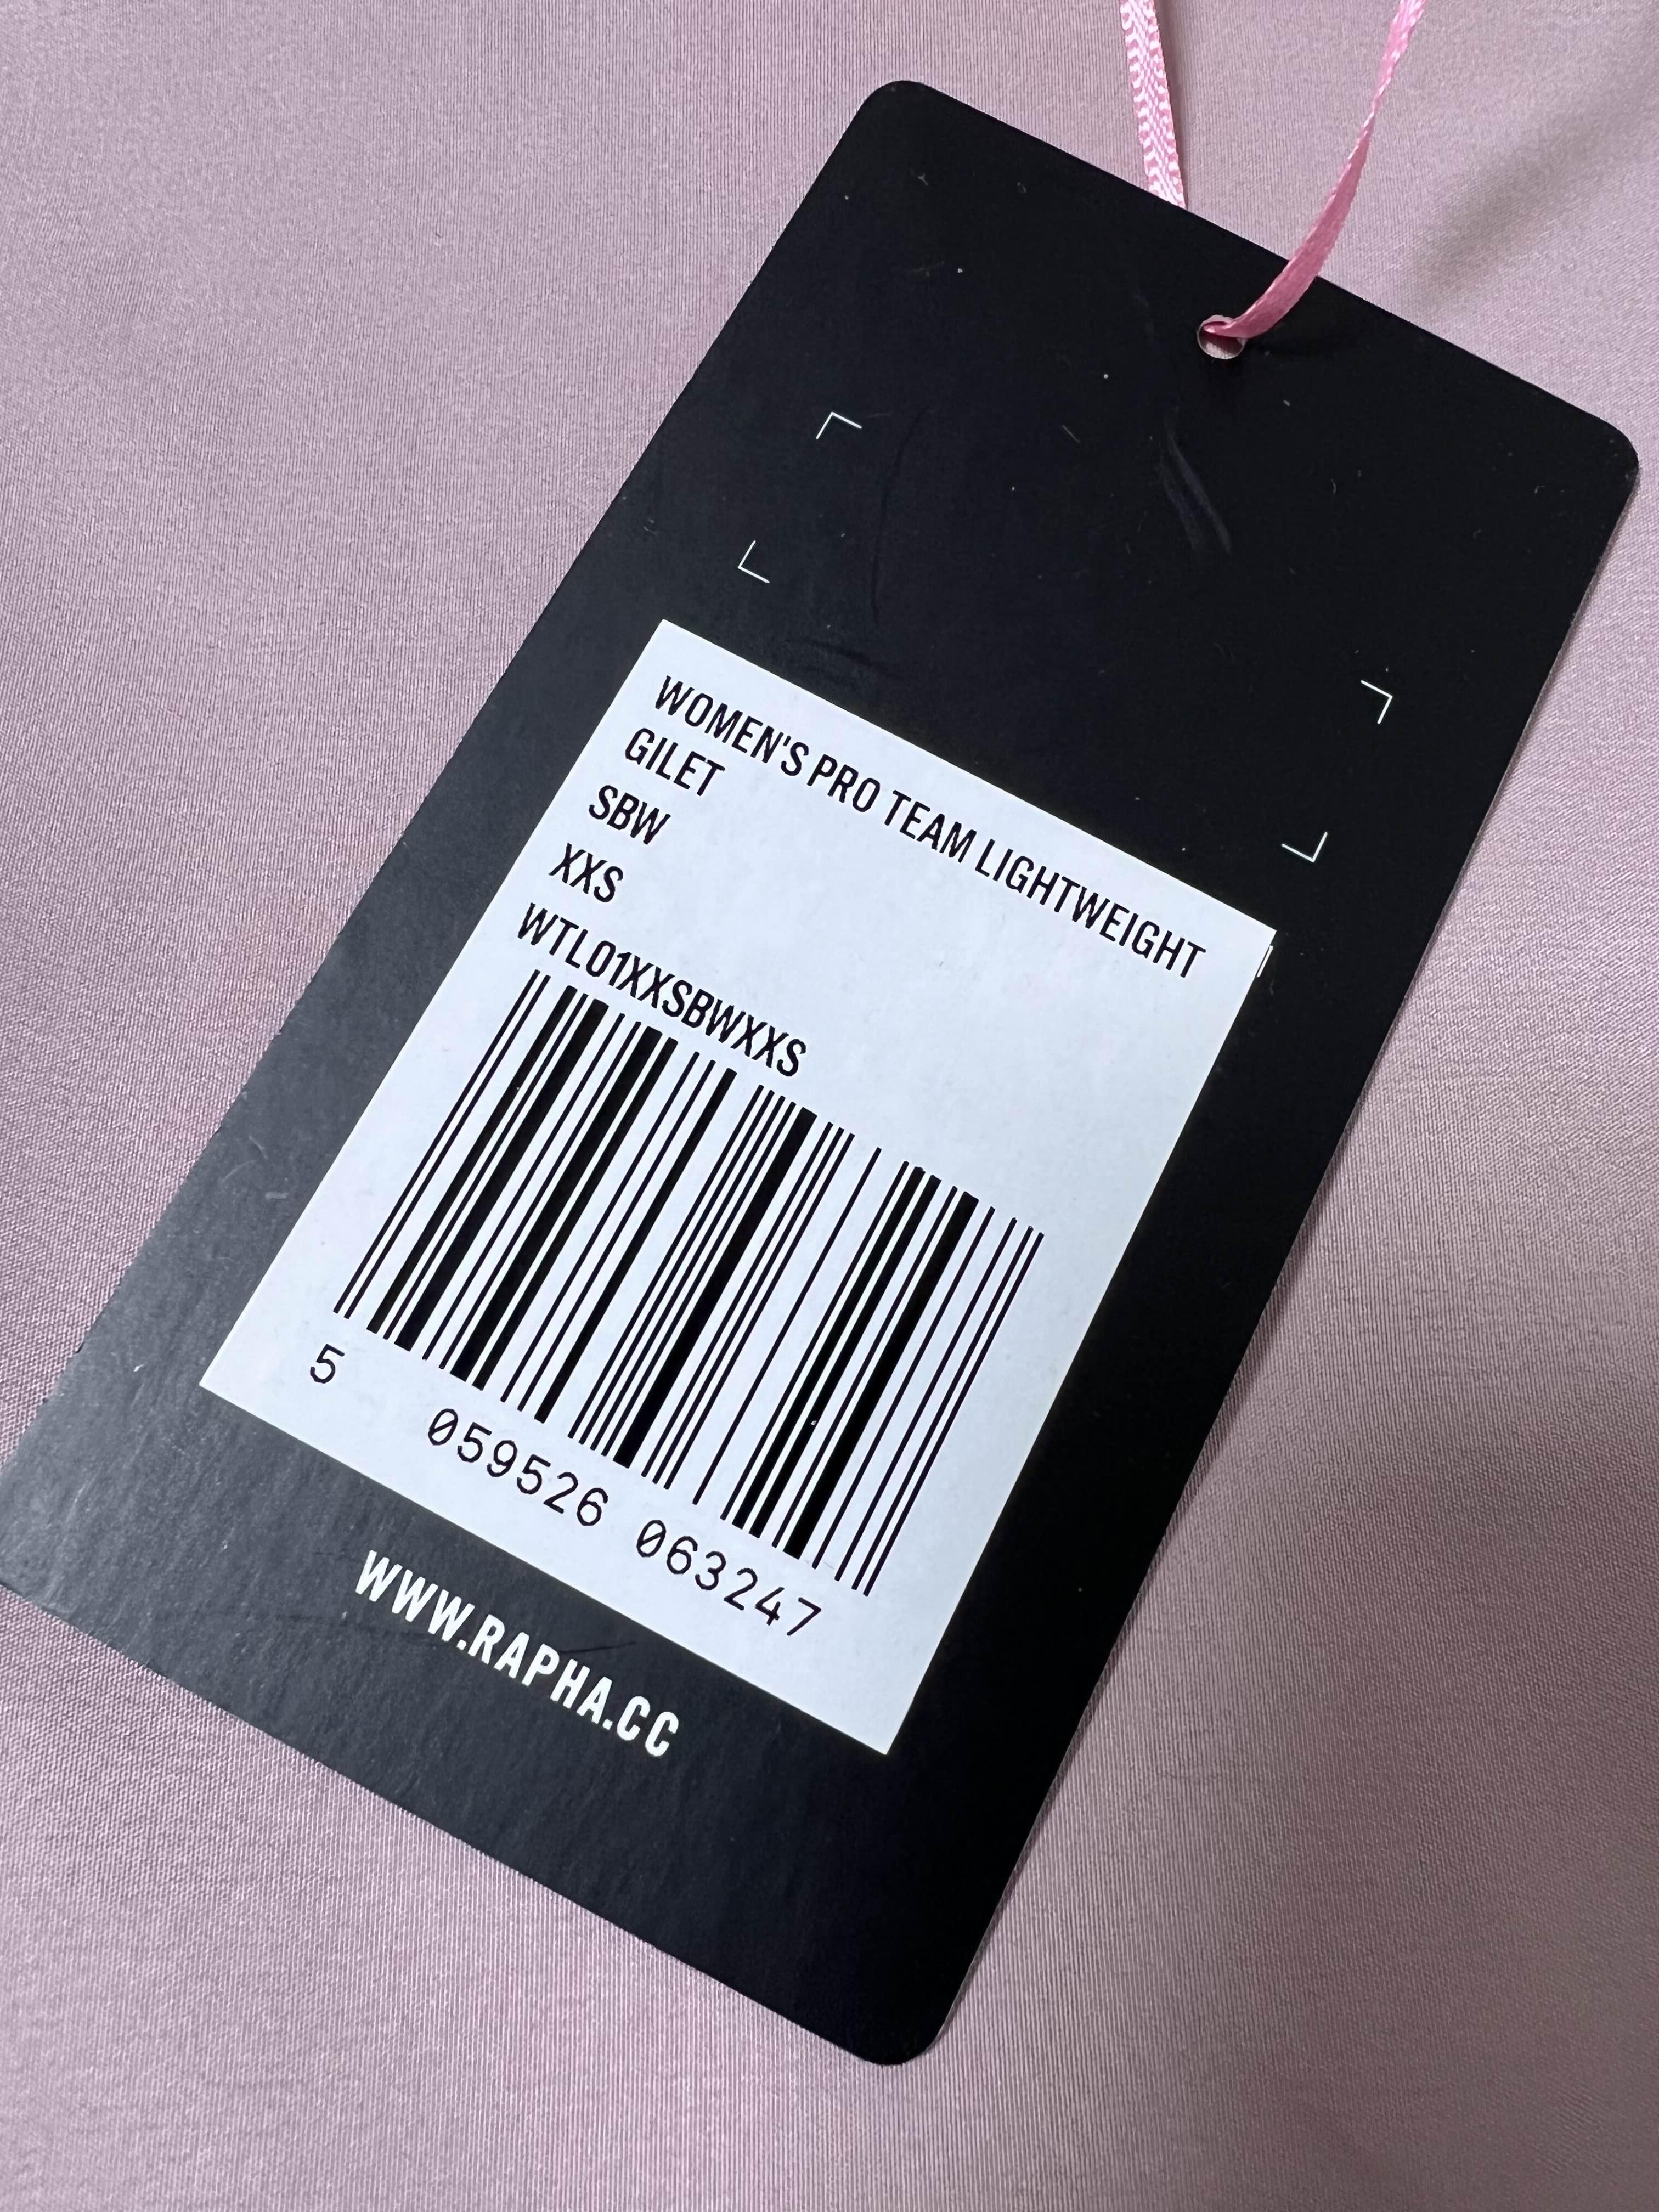 WOMEN'S PRO TEAM LIGHTWEIGHT
GILET
SBW
XXS
WTL01XXSBWXXS
5 059526 063247
WWW.RAPHA.CC